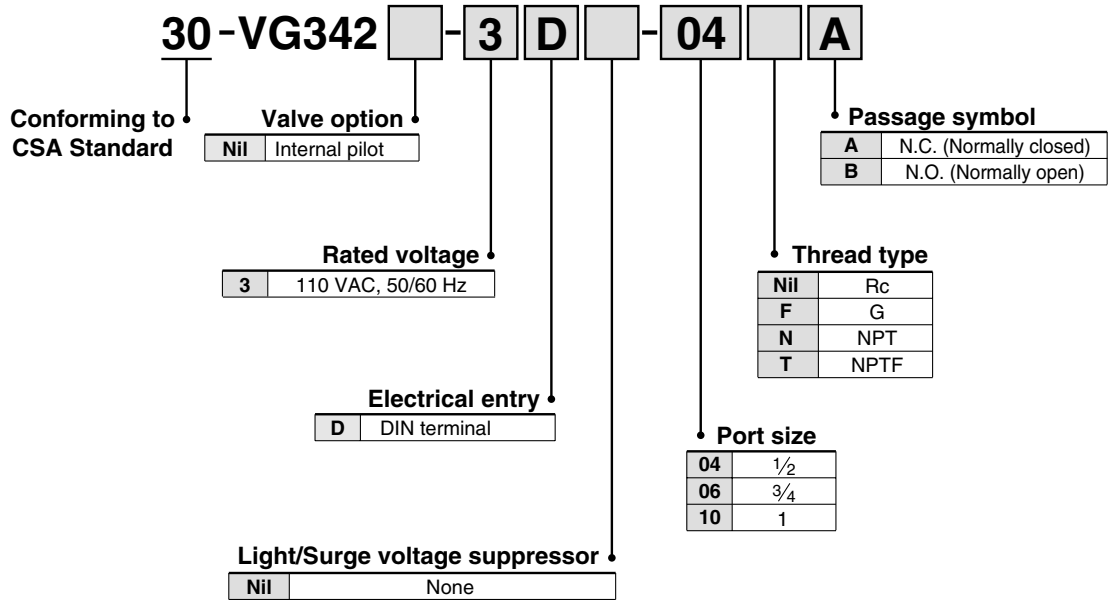 30-VG342 - 3 D - 04 A
Conforming to
CSA Standard
Valve option
Nil Internal pilot
Passage symbol
A N.C. (Normally closed)
B N.O. (Normally open)
Rated voltage
3 110 VAC, 50/60 Hz
Thread type
Nil Rc
F G
N NPT
T NPTF
Electrical entry
D DIN terminal
Port size
04 1/2
06 3/4
10 1
Light/Surge voltage suppressor
Nil None